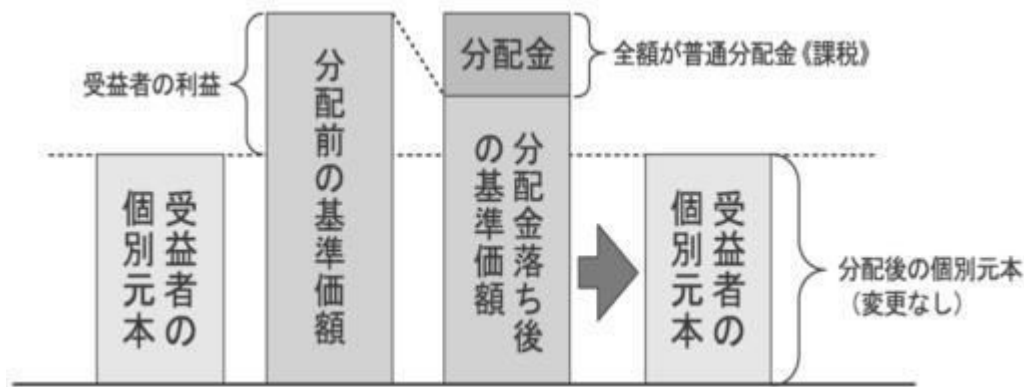 受益者の利益
受益者の
個別元本
分配前の基準価額
分配金
全額が普通分配金《課税》
分配金落ち後
の基準価額
受益者の
個別元本
分配後の個別元本
（変更なし）